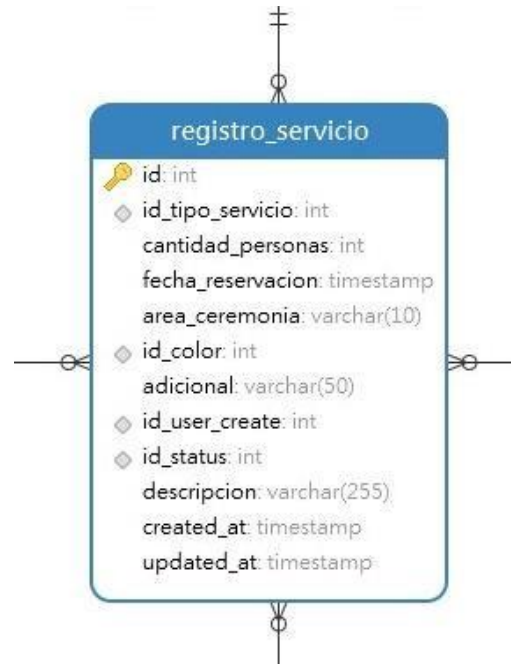 registro_servicio
id: int
id_tipo_servicio: int
cantidad_personas: int
fecha_reservacion: timestamp
area_ceremonia: varchar(10)
id_color: int
adicional: varchar(50)
id_user_create: int
id_status: int
descripcion: varchar(255)
created_at: timestamp
updated_at: timestamp